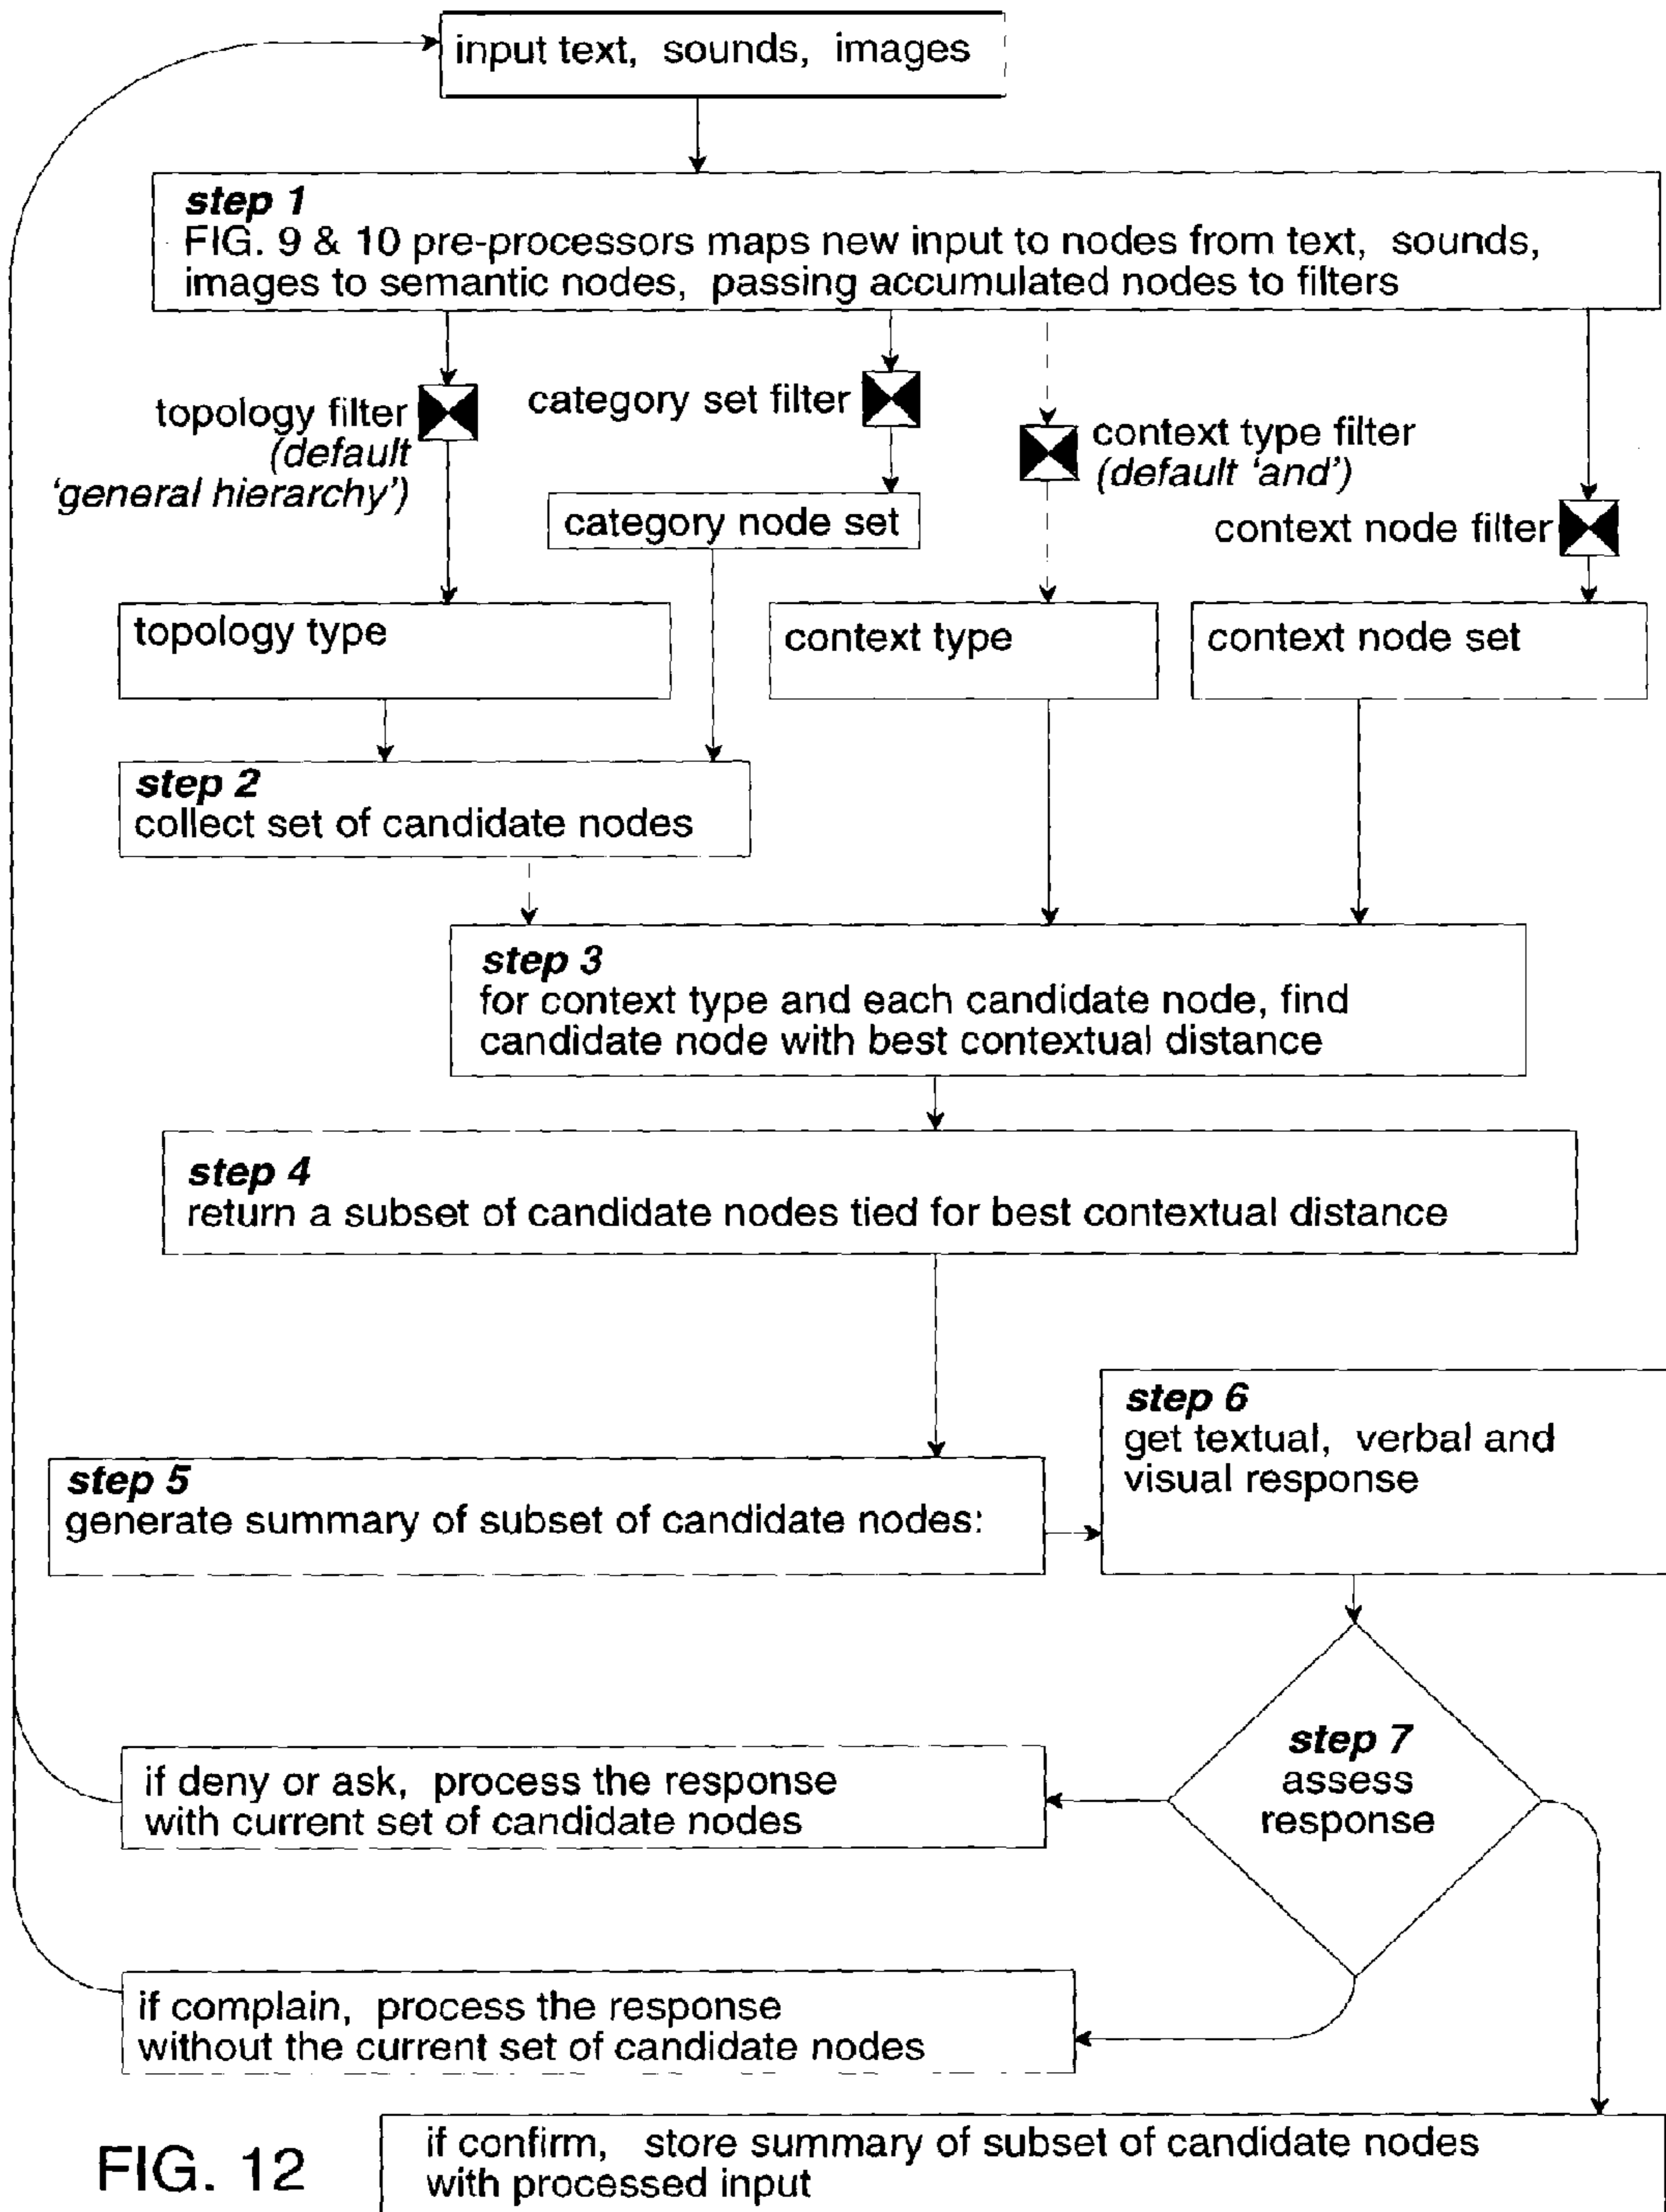 input text, sounds, images
step 1
FIG. 9 & 10 pre-processors maps new input to nodes from text, sounds,
images to semantic nodes, passing accumulated nodes to filters
topology filter
(default
‘general hierarchy’)
category set filter
context type filter
(default ‘and’)
context node filter
category node set
topology type
context type
context node set
step 2
collect set of candidate nodes
step 3
for context type and each candidate node, find
candidate node with best contextual distance
step 4
return a subset of candidate nodes tied for best contextual distance
step 5
generate summary of subset of candidate nodes:
step 6
get textual, verbal and
visual response
step 7
assess
response
if deny or ask, process the response
with current set of candidate nodes
if complain, process the response
without the current set of candidate nodes
if confirm, store summary of subset of candidate nodes
with processed input
FIG. 12